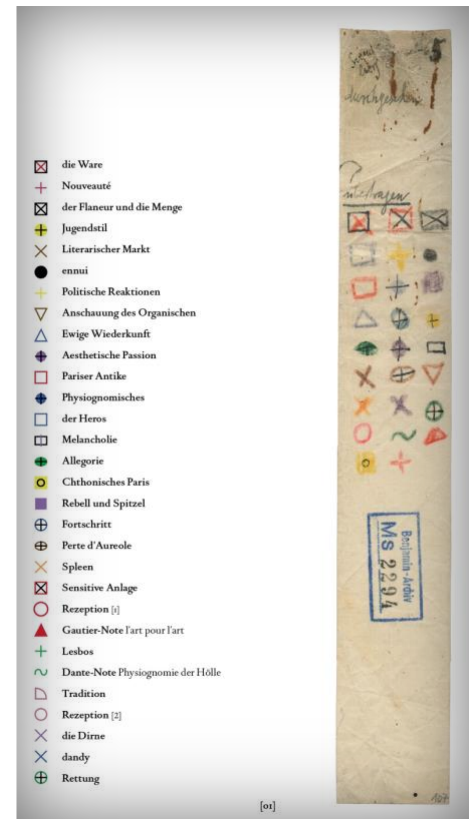 die Ware
Nouveauté
der Flaneur und die Menge
Jugendstil
Literarischer Markt
ennui
Politische Reaktionen
Anschauung des Organischen
Ewige Wiederkunft
Aesthetische Passion
Pariser Antike
Physiognomisches
der Heros
Melancholie
Allegorie
Chthonisches Paris
Rebell und Spitzel
Fortschritt
Perte d'Aureole
Spleen
Sensitive Anlage
Rezeption [1]
Gautier-Note l'art pour l'art
Lesbos
Dante-Note Physiognomie der Hölle
Tradition
Rezeption [2]
die Dirne
dandy
Rettung
[01]
Übertragen
Benjamin-Archiv
Ms 2294